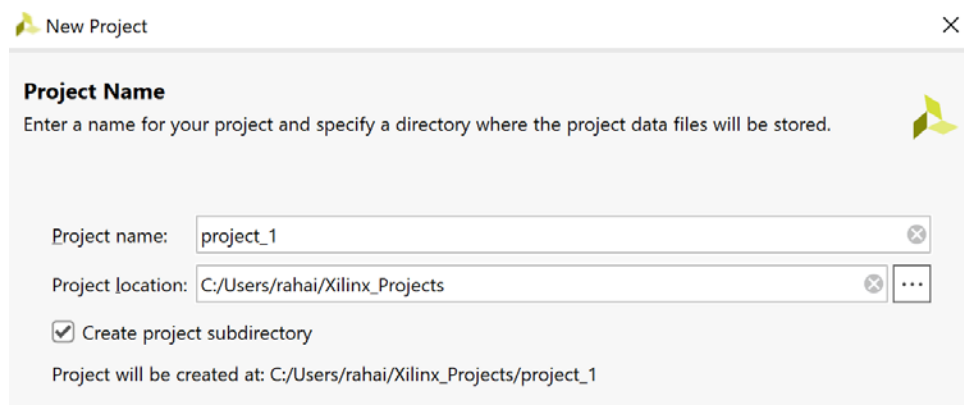 New Project
Project Name
Enter a name for your project and specify a directory where the project data files will be stored.
Project name: project_1
Project location: C:/Users/rahai/Xilinx_Projects ...
Create project subdirectory
Project will be created at: C:/Users/rahai/Xilinx_Projects/project_1